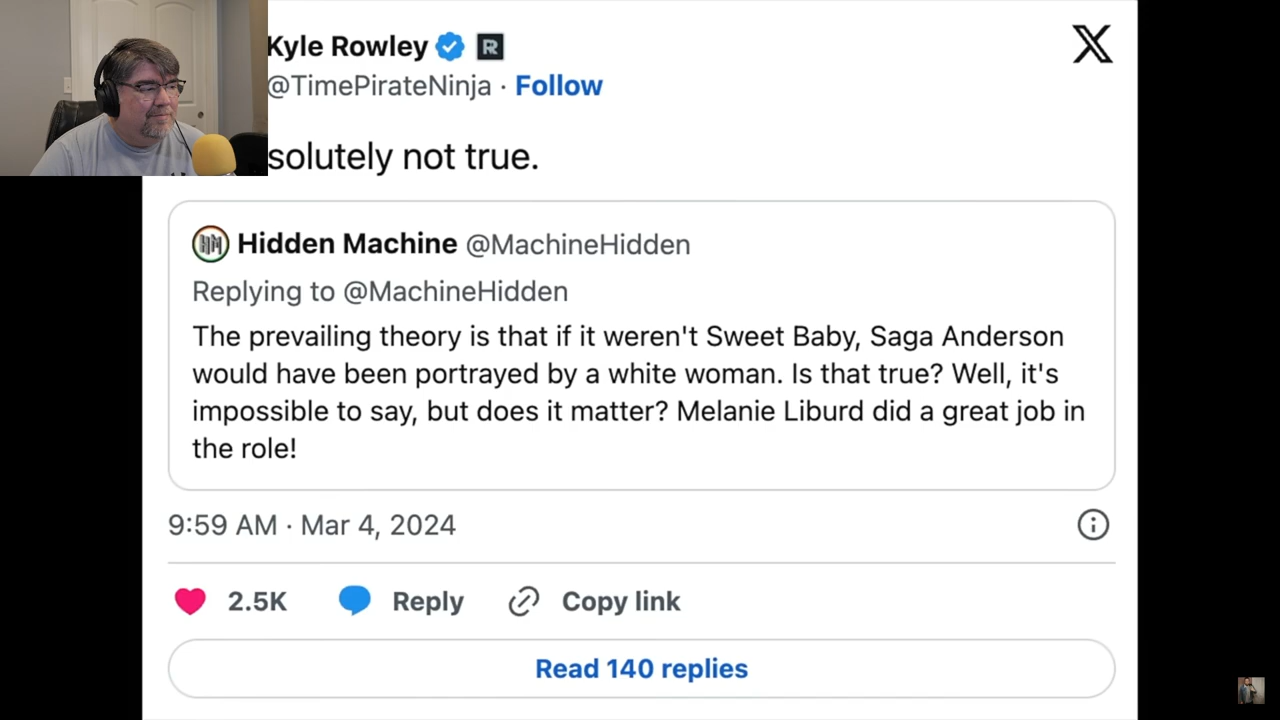 Kyle Rowley
@TimePirateNinja · Follow
solutely not true.
Hidden Machine @MachineHidden
Replying to @MachineHidden
The prevailing theory is that if it weren't Sweet Baby, Saga Anderson
would have been portrayed by a white woman. Is that true? Well, it's
impossible to say, but does it matter? Melanie Liburd did a great job in
the role!
9:59 AM · Mar 4, 2024
2.5K Reply Copy link
Read 140 replies